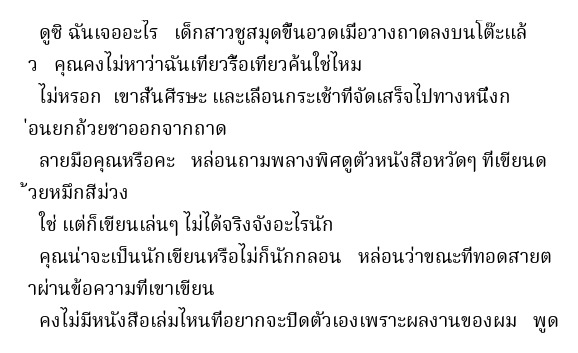 ดูซิ ฉันเจออะไร   เด็กสาวชูสมุดขึ้นอวดเมื่อวางถาดลงบนโต๊ะแล้
ว   คุณคงไม่หาว่าฉันเที่ยวรื้อเที่ยวค้นใช่ไหม
ไม่หรอก   เขาสั่นศีรษะ และเลื่อนกระเช้าที่จัดเสร็จไปทางหนึ่งก
่อนยกถ้วยชาออกจากถาด
ลายมือคุณหรือคะ   หล่อนถามพลางพิศดูตัวหนังสือหวัดๆ ที่เขียนด
้วยหมึกสีม่วง
ใช่ แต่ก็เขียนเล่นๆ ไม่ได้จริงจังอะไรนัก
คุณน่าจะเป็นนักเขียนหรือไม่ก็นักกลอน   หล่อนว่าขณะที่ทอดสายต
าผ่านข้อความที่เขาเขียน
คงไม่มีหนังสือเล่มไหนที่อยากจะปิดตัวเองเพราะผลงานของผม   พูด